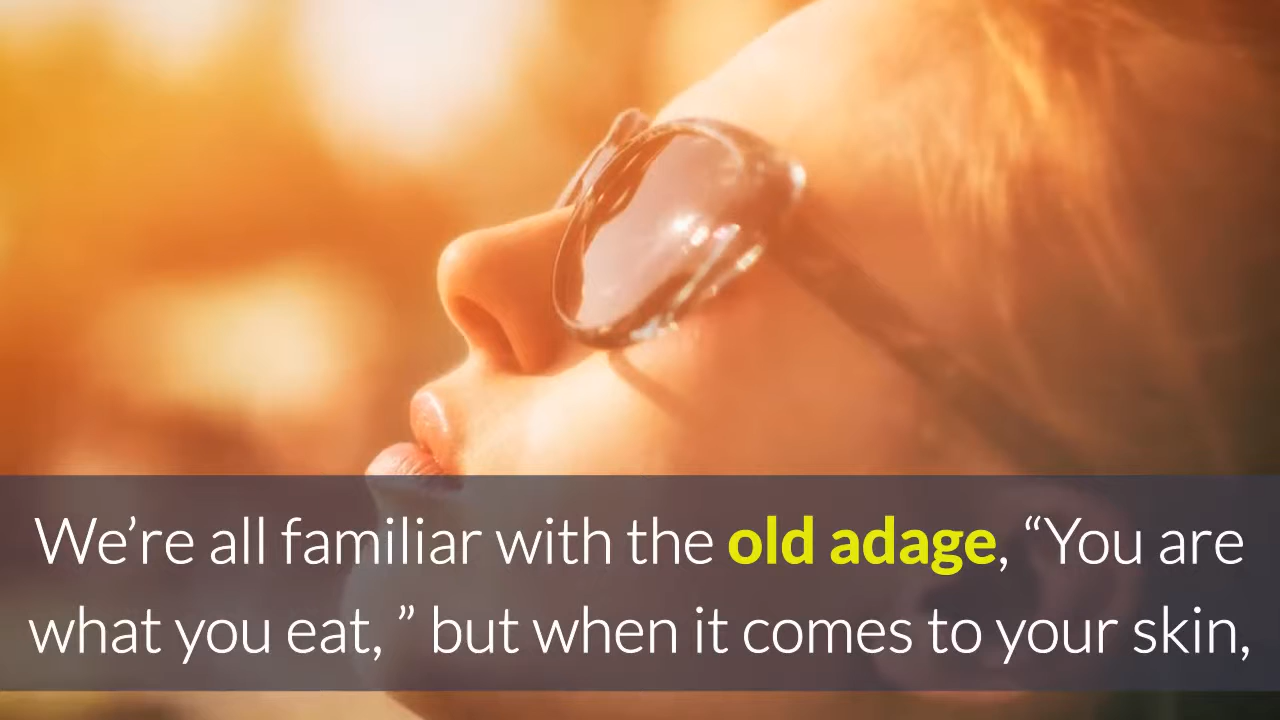 We’re all familiar with the old adage, “You are
what you eat, ” but when it comes to your skin,